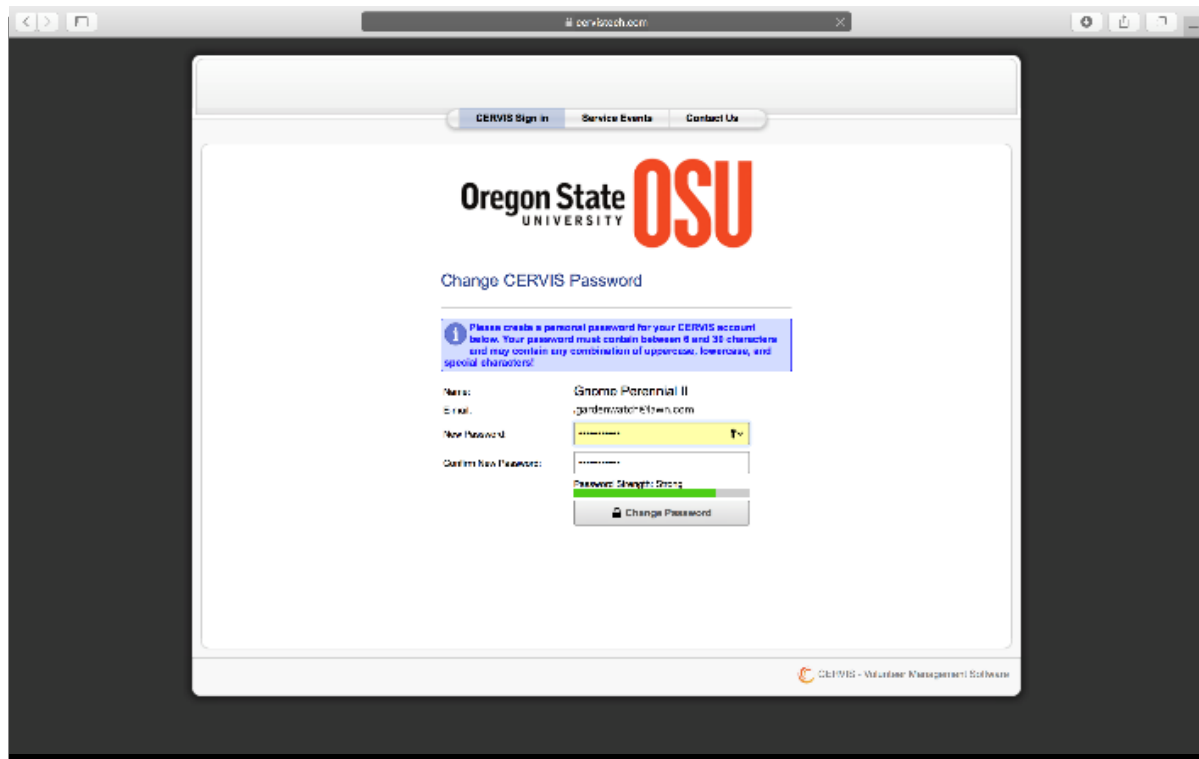 cervistech.com
CERVIS Sign in Service Events Contact Us
Oregon State OSU
UNIVERSITY
Change CERVIS Password
Please create a personal password for your CERVIS account
below. Your password must contain between 6 and 30 characters
and may contain any combination of uppercase, lowercase, and
special characters!
Name: Gnome Perennial II
Email: gardenwatch@lawn.com
New Password:
Confirm New Password:
Password Strength: Strong
Change Password
CERVIS - Volunteer Management Software